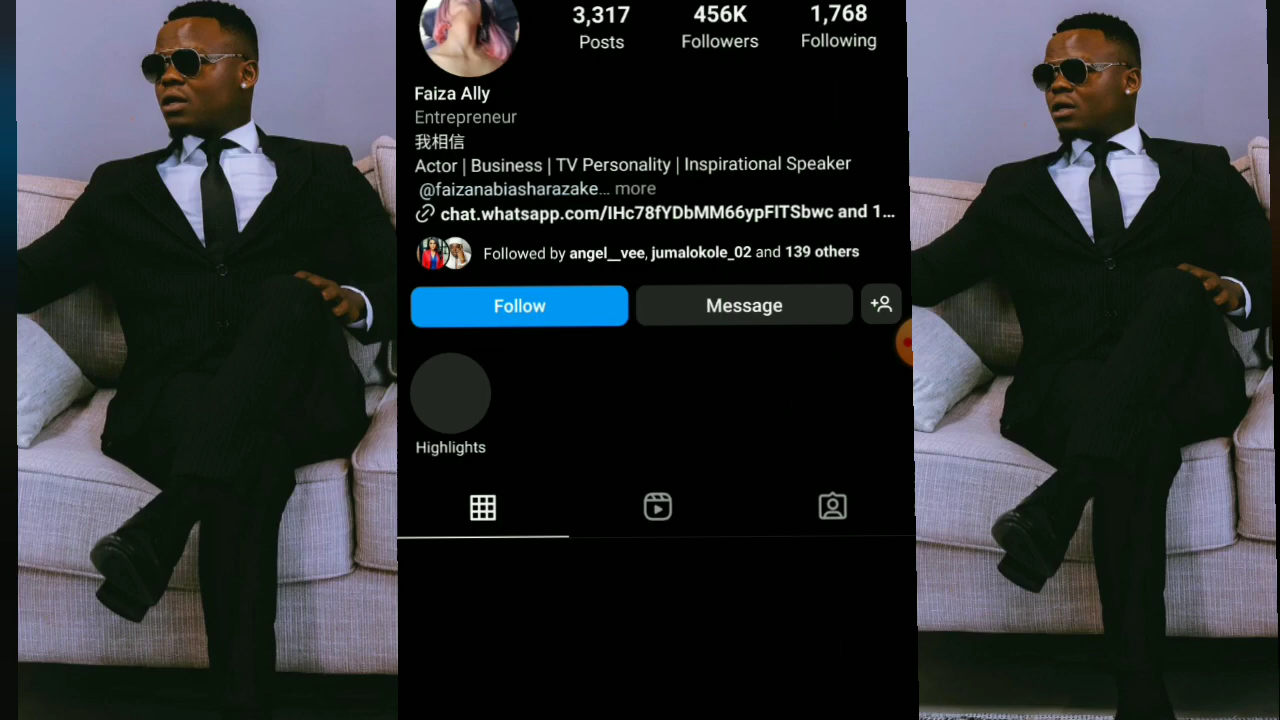 3,317 456K 1,768
Posts Followers Following
Faiza Ally
Entrepreneur
我相信
Actor | Business | TV Personality | Inspirational Speaker
@faizanabiasharazake... more
chat.whatsapp.com/IHc78fYDbMM66ypFITSbwc and 1...
Followed by angel__vee, jumalokole_02 and 139 others
Follow Message
Highlights